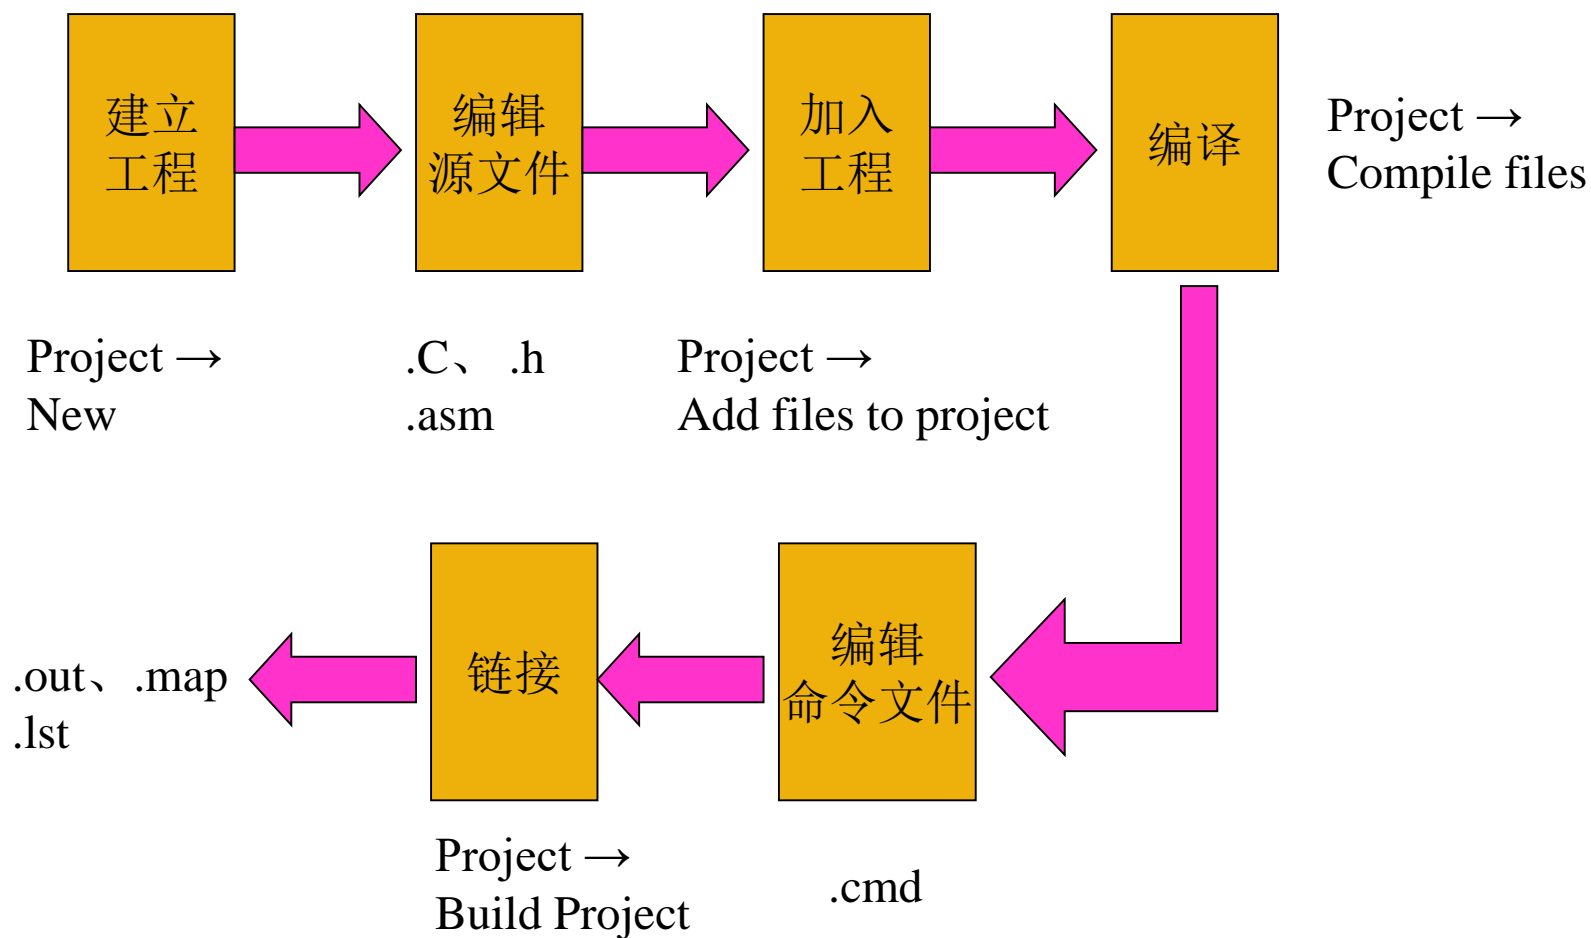 建立
工程
编辑
源文件
加入
工程
编译
Project →
Compile files
Project →
New
.C、 .h
.asm
Project →
Add files to project
编辑
命令文件
.cmd
链接
Project →
Build Project
.out、.map
.lst